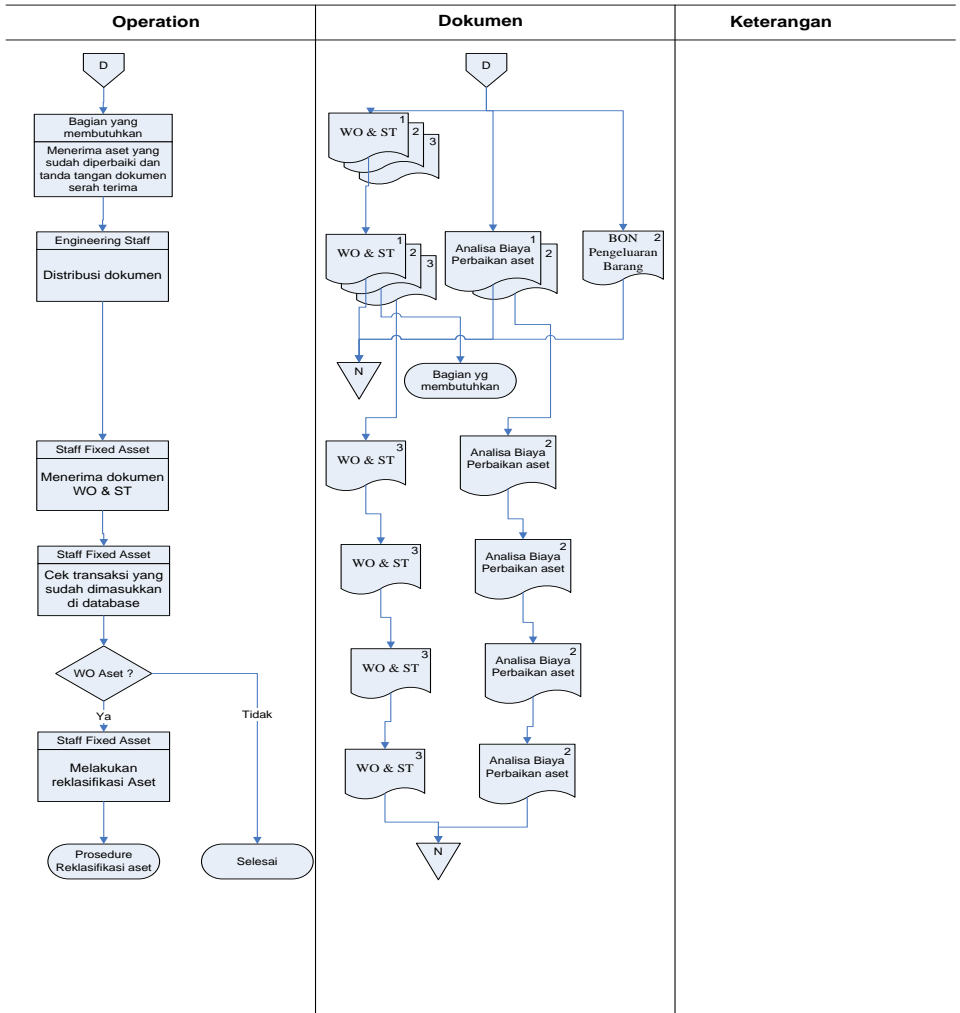 Operation
Dokumen
Keterangan
D
Bagian yang
membutuhkan
Menerima aset yang
sudah diperbaiki dan
tanda tangan dokumen
serah terima
Engineering Staff
Distribusi dokumen
Staff Fixed Asset
Menerima dokumen
WO & ST
Staff Fixed Asset
Cek transaksi yang
sudah dimasukkan
di database
WO Aset ?
Ya
Tidak
Staff Fixed Asset
Melakukan
reklasifikasi Aset
Prosedure
Reklasifikasi aset
Selesai
D
WO & ST
1
2
3
WO & ST
1
2
3
Analisa Biaya
Perbaikan aset
1
2
BON
Pengeluaran
Barang
2
N
Bagian yg
membutuhkan
WO & ST
3
Analisa Biaya
Perbaikan aset
2
WO & ST
3
Analisa Biaya
Perbaikan aset
2
WO & ST
3
Analisa Biaya
Perbaikan aset
2
WO & ST
3
Analisa Biaya
Perbaikan aset
2
N